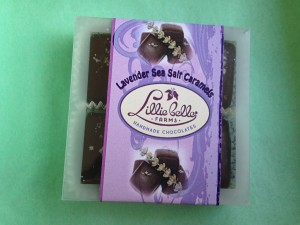 Lavender Sea Salt Caramels
Lillie Belle
FARMS
HANDMADE CHOCOLATES